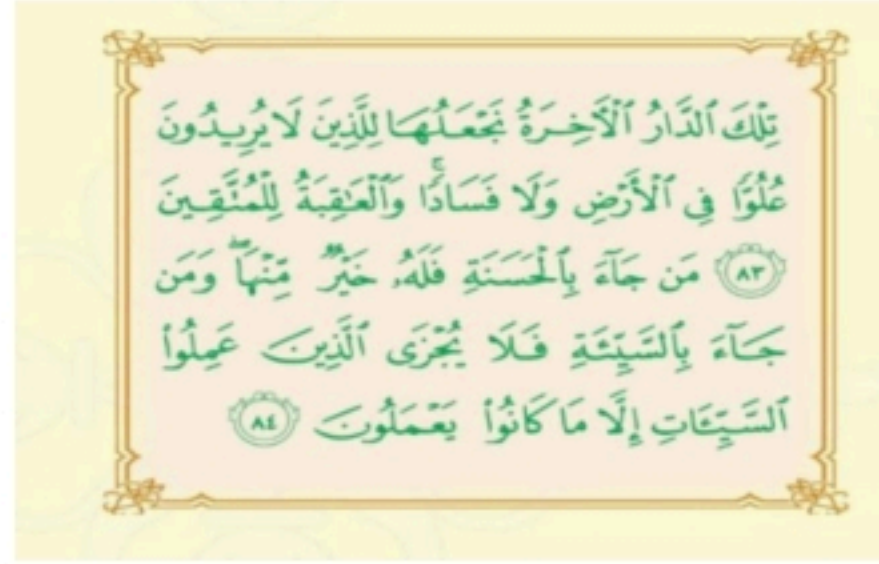 تِلْكَ ٱلدَّارُ ٱلْأَخِرَةُ نَجْعَلُهَا لِلَّذِينَ لَا يُرِيدُونَ
عُلُوًّا فِى ٱلْأَرْضِ وَلَا فَسَادًا ۚ وَٱلْعَٰقِبَةُ لِلْمُتَّقِينَ
﴿٨٣﴾ مَن جَآءَ بِٱلْحَسَنَةِ فَلَهُۥ خَيْرٌ مِّنْهَا ۖ وَمَن
جَآءَ بِٱلسَّيِّئَةِ فَلَا يُجْزَى ٱلَّذِينَ عَمِلُوا۟
ٱلسَّيِّـَٔاتِ إِلَّا مَا كَانُوا۟ يَعْمَلُونَ ﴿٨٤﴾